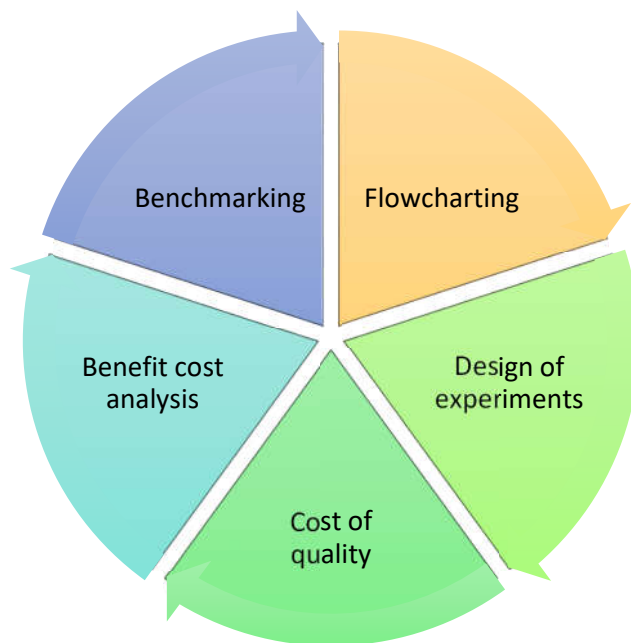 Benchmarking
Flowcharting
Benefit cost
analysis
Design of
experiments
Cost of
quality